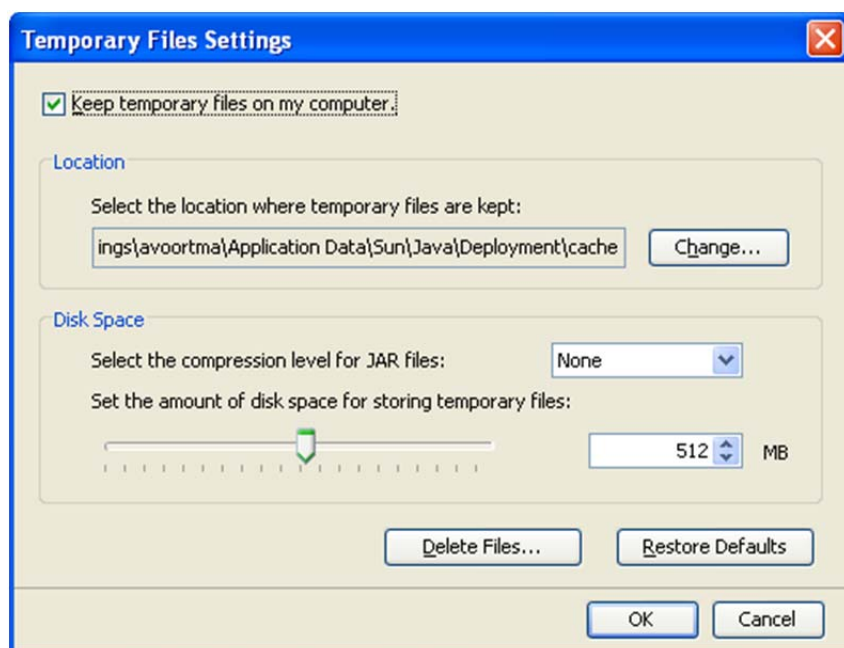 Temporary Files Settings
Keep temporary files on my computer.
Location
Select the location where temporary files are kept:
ings\avoortma\Application Data\Sun\Java\Deployment\cache
Change...
Disk Space
Select the compression level for JAR files:
None
Set the amount of disk space for storing temporary files:
512 MB
Delete Files...
Restore Defaults
OK
Cancel